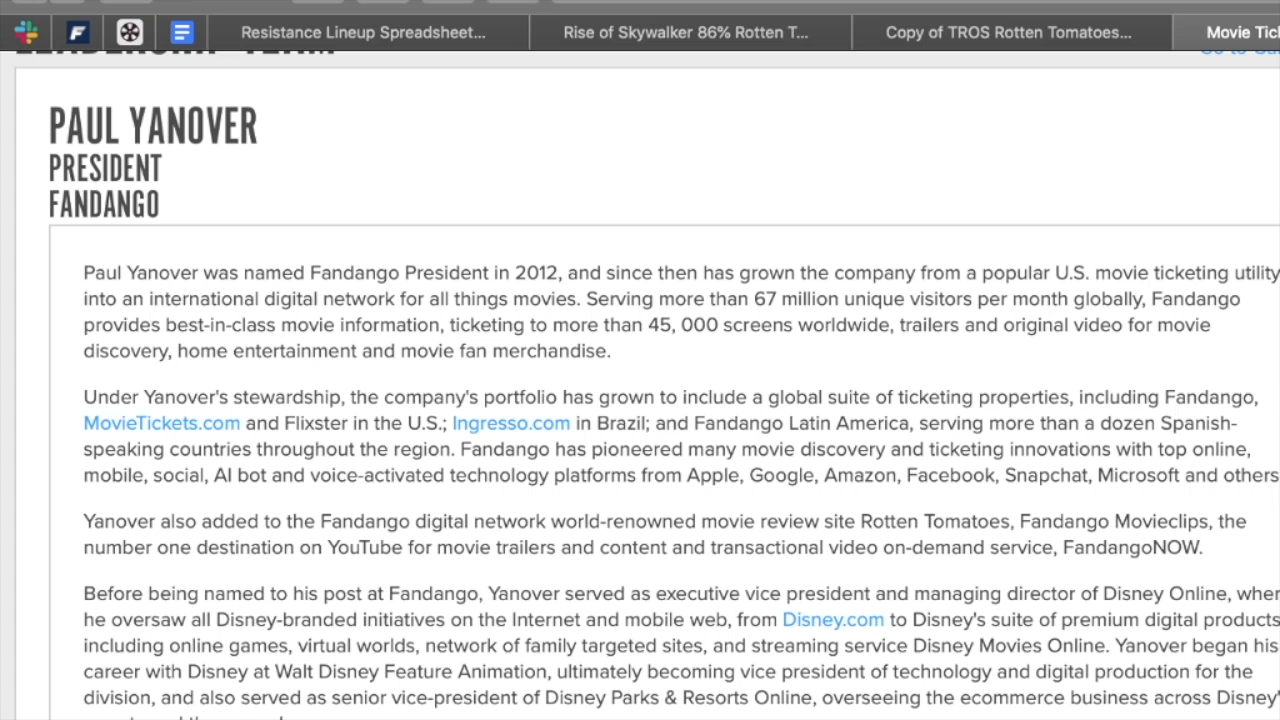 Resistance Lineup Spreadsheet... Rise of Skywalker 86% Rotten T... Copy of TROS Rotten Tomatoes... Movie Tick
LEADERSHIP TEAM
PAUL YANOVER
PRESIDENT
FANDANGO
Paul Yanover was named Fandango President in 2012, and since then has grown the company from a popular U.S. movie ticketing utility
into an international digital network for all things movies. Serving more than 67 million unique visitors per month globally, Fandango
provides best-in-class movie information, ticketing to more than 45, 000 screens worldwide, trailers and original video for movie
discovery, home entertainment and movie fan merchandise.
Under Yanover's stewardship, the company's portfolio has grown to include a global suite of ticketing properties, including Fandango,
MovieTickets.com and Flixster in the U.S.; Ingresso.com in Brazil; and Fandango Latin America, serving more than a dozen Spanish-
speaking countries throughout the region. Fandango has pioneered many movie discovery and ticketing innovations with top online,
mobile, social, AI bot and voice-activated technology platforms from Apple, Google, Amazon, Facebook, Snapchat, Microsoft and others
Yanover also added to the Fandango digital network world-renowned movie review site Rotten Tomatoes, Fandango Movieclips, the
number one destination on YouTube for movie trailers and content and transactional video on-demand service, FandangoNOW.
Before being named to his post at Fandango, Yanover served as executive vice president and managing director of Disney Online, wher
he oversaw all Disney-branded initiatives on the Internet and mobile web, from Disney.com to Disney's suite of premium digital products
including online games, virtual worlds, network of family targeted sites, and streaming service Disney Movies Online. Yanover began his
career with Disney at Walt Disney Feature Animation, ultimately becoming vice president of technology and digital production for the
division, and also served as senior vice-president of Disney Parks & Resorts Online, overseeing the ecommerce business across Disney'